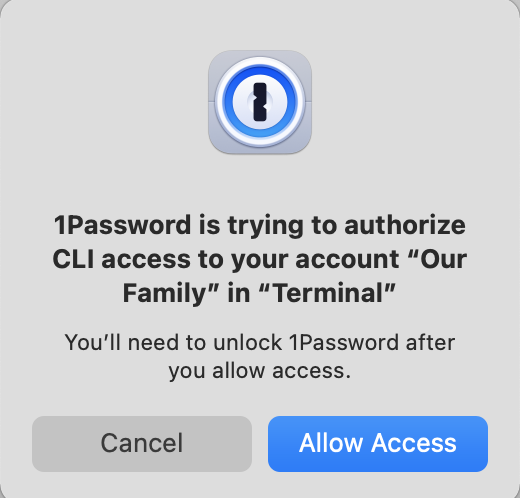 1Password is trying to authorize
CLI access to your account “Our
Family” in “Terminal”
You’ll need to unlock 1Password after
you allow access.
Cancel
Allow Access